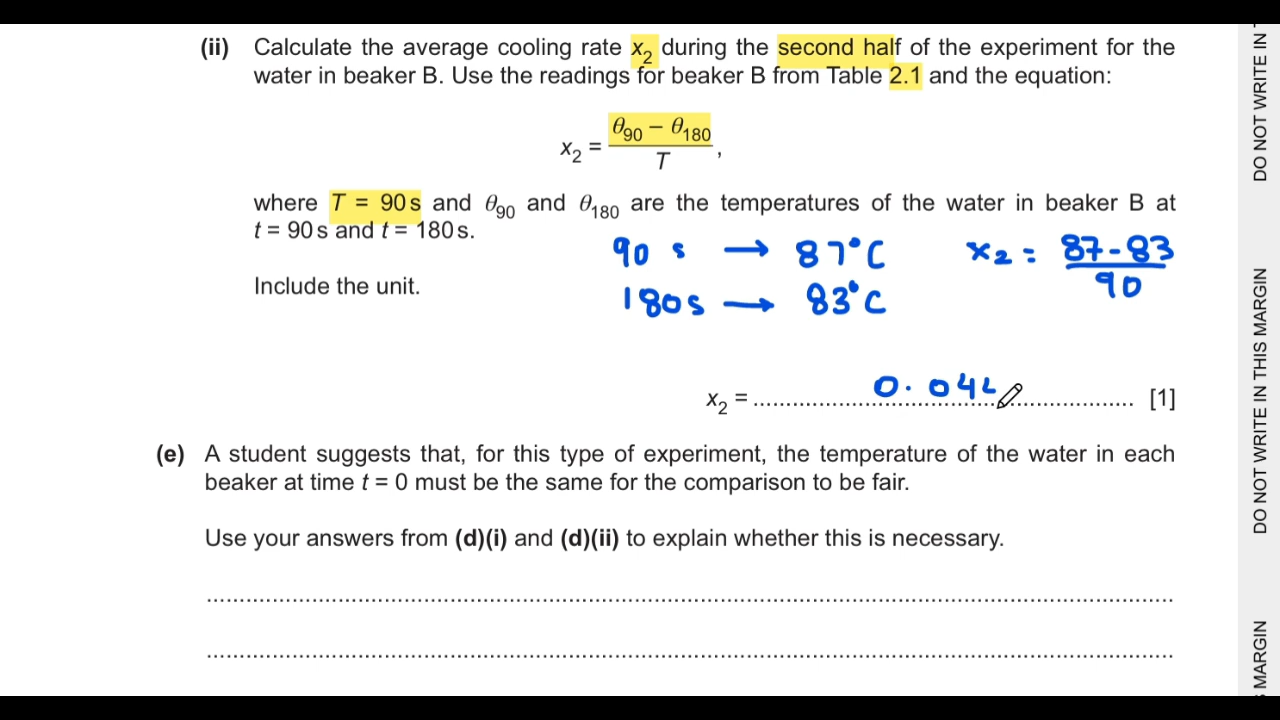 (ii) Calculate the average cooling rate x₂ during the second half of the experiment for the
water in beaker B. Use the readings for beaker B from Table 2.1 and the equation:
x₂ = (θ₉₀ − θ₁₈₀) / T ,
where T = 90 s and θ₉₀ and θ₁₈₀ are the temperatures of the water in beaker B at
t = 90 s and t = 180 s.
90 s → 87°C
x₂ = (87 - 83) / 90
Include the unit.
180s → 83°C
x₂ = .......... 0.044 .......... [1]
(e) A student suggests that, for this type of experiment, the temperature of the water in each
beaker at time t = 0 must be the same for the comparison to be fair.
Use your answers from (d)(i) and (d)(ii) to explain whether this is necessary.
DO NOT WRITE IN
DO NOT WRITE IN THIS MARGIN
MARGIN